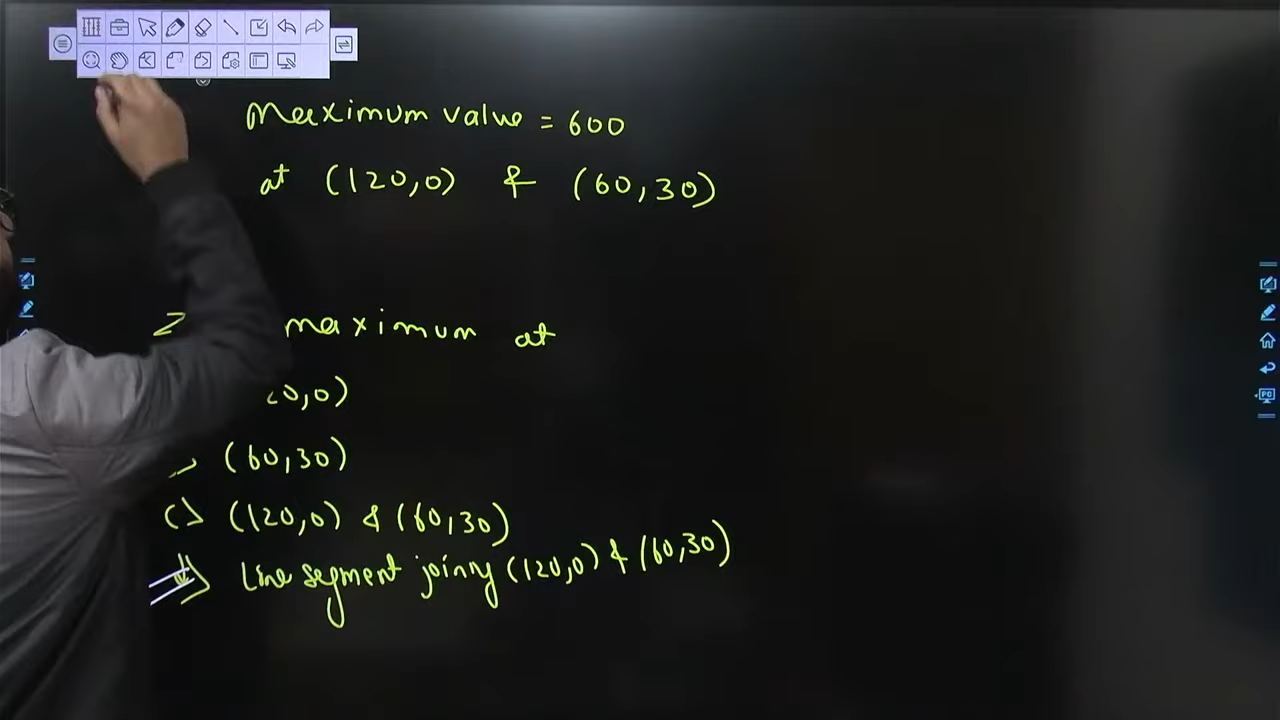 Maximum value = 600
at (120,0) & (60,30)
Z maximum at
0,0)
(60,30)
C> (120,0) & (60,30)
Line segment joining (120,0) & (60,30)
PC